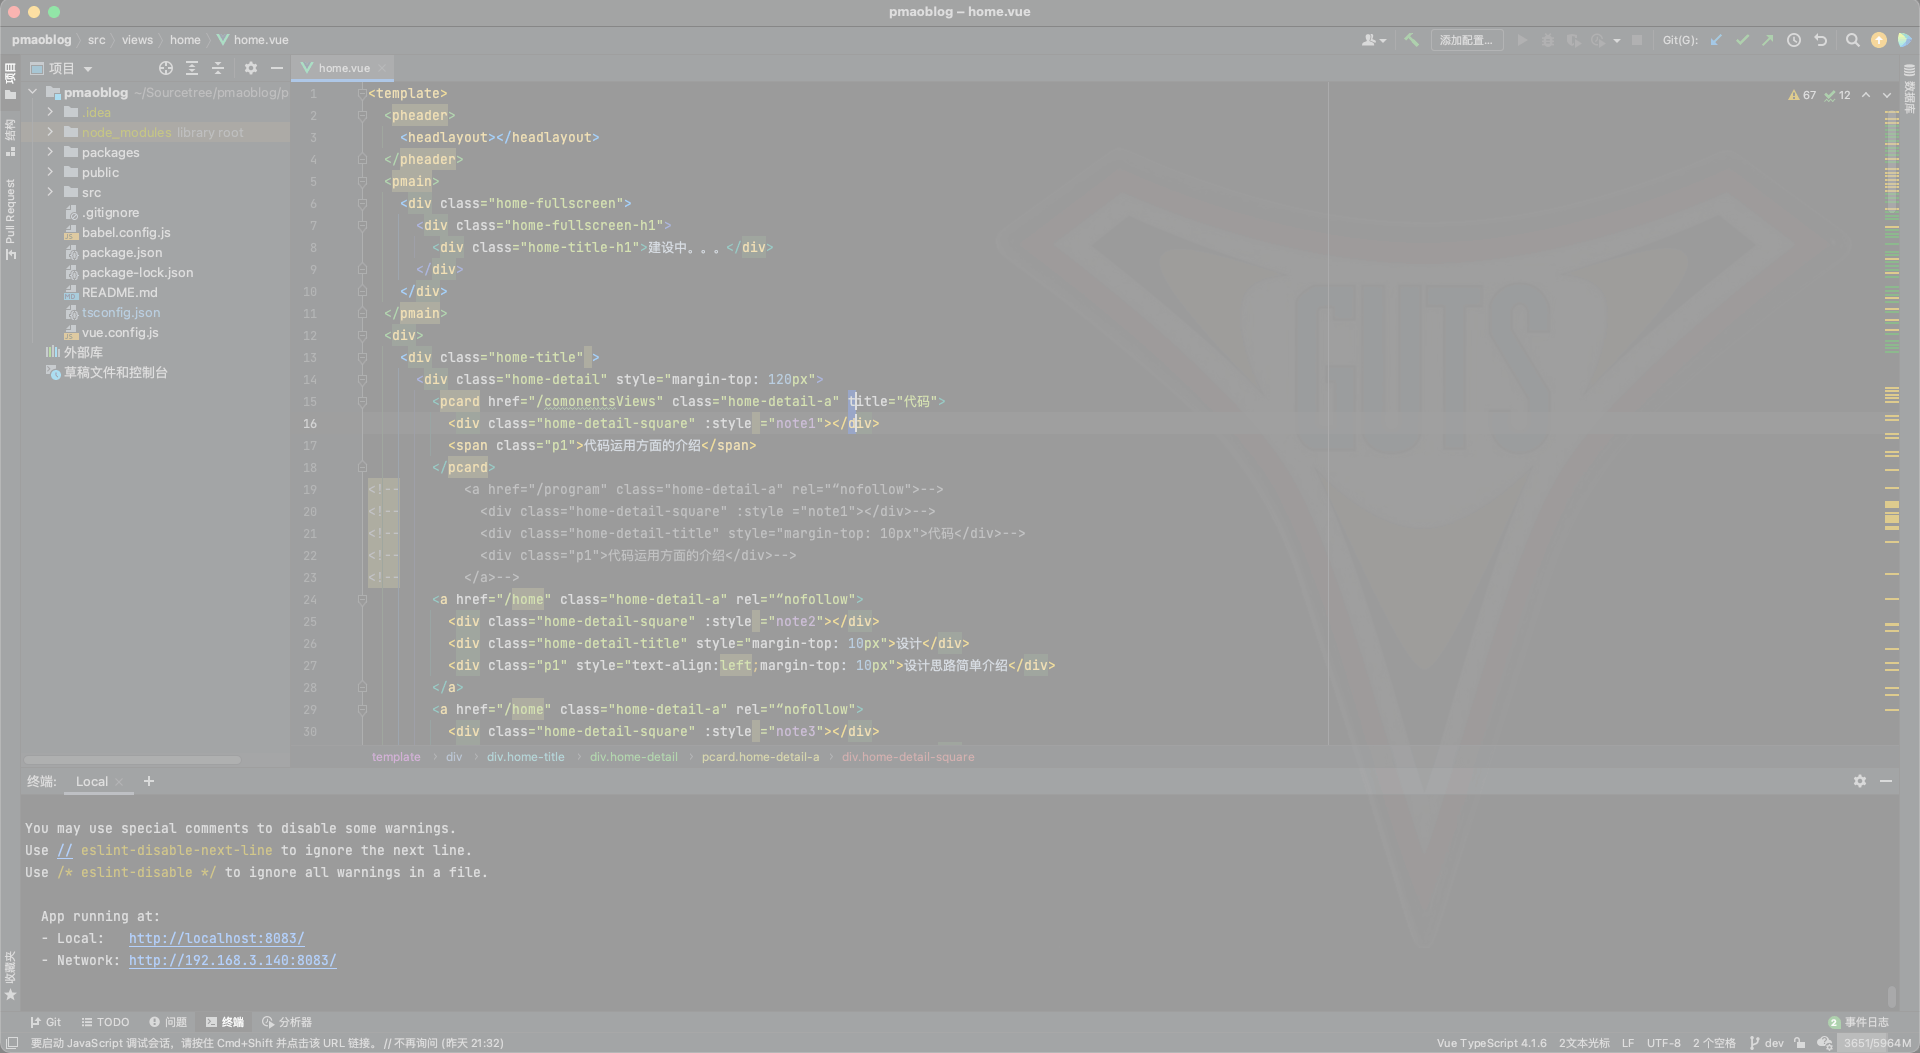 pmaoblog – home.vue
pmaoblog src views home home.vue
添加配置...
Git(G):
项目
home.vue
67 12
项目
结构
Pull Request
收藏夹
数据库
pmaoblog ~/Sourcetree/pmaoblog/p
.idea
node_modules library root
packages
public
src
.gitignore
babel.config.js
package.json
package-lock.json
README.md
tsconfig.json
vue.config.js
外部库
草稿文件和控制台
1 <template>
2 <pheader>
3 <headlayout></headlayout>
4 </pheader>
5 <pmain>
6 <div class="home-fullscreen">
7 <div class="home-fullscreen-h1">
8 <div class="home-title-h1">建设中。。。</div>
9 </div>
10 </div>
11 </pmain>
12 <div>
13 <div class="home-title" >
14 <div class="home-detail" style="margin-top: 120px">
15 <pcard href="/comonentsViews" class="home-detail-a" title="代码">
16 <div class="home-detail-square" :style ="note1"></div>
17 <span class="p1">代码运用方面的介绍</span>
18 </pcard>
19 <!-- <a href="/program" class="home-detail-a" rel="“nofollow">-->
20 <!-- <div class="home-detail-square" :style ="note1"></div>-->
21 <!-- <div class="home-detail-title" style="margin-top: 10px">代码</div>-->
22 <!-- <div class="p1">代码运用方面的介绍</div>-->
23 <!-- </a>-->
24 <a href="/home" class="home-detail-a" rel="“nofollow">
25 <div class="home-detail-square" :style ="note2"></div>
26 <div class="home-detail-title" style="margin-top: 10px">设计</div>
27 <div class="p1" style="text-align:left;margin-top: 10px">设计思路简单介绍</div>
28 </a>
29 <a href="/home" class="home-detail-a" rel="“nofollow">
30 <div class="home-detail-square" :style ="note3"></div>
GUTS
template div div.home-title div.home-detail pcard.home-detail-a div.home-detail-square
终端: Local
You may use special comments to disable some warnings.
Use // eslint-disable-next-line to ignore the next line.
Use /* eslint-disable */ to ignore all warnings in a file.
App running at:
- Local: http://localhost:8083/
- Network: http://192.168.3.140:8083/
Git TODO 问题 终端 分析器
2 事件日志
要启动 JavaScript 调试会话，请按住 Cmd+Shift 并点击该 URL 链接。 // 不再询问 (昨天 21:32)
Vue TypeScript 4.1.6 2文本光标 LF UTF-8 2 个空格 dev 3651/5964M